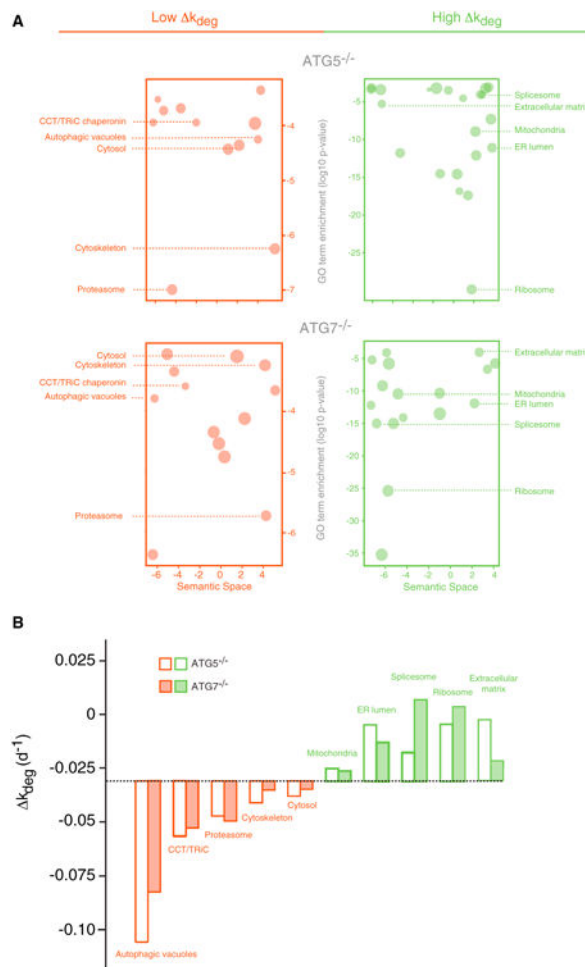 A
Low Δkdeg
High Δkdeg
ATG5-/-
CCT/TRiC chaperonin
Autophagic vacuoles
Cytosol
Cytoskeleton
Proteasome
-4
-5
-6
-7
GO term enrichment (log10 p-value)
-5
-10
-15
-20
-25
Splicesome
Extracellular matrix
Mitochondria
ER lumen
Ribosome
ATG7-/-
Cytosol
Cytoskeleton
CCT/TRiC chaperonin
Autophagic vacuoles
Proteasome
-4
-5
-6
GO term enrichment (log10 p-value)
-5
-10
-15
-20
-25
-30
-35
Extracellular matrix
Mitochondria
ER lumen
Splicesome
Ribosome
-6 -4 -2 0 2 4
Semantic Space
-6 -4 -2 0 2 4
Semantic Space
B
Δkdeg (d-1)
0.025
0
-0.025
-0.05
-0.075
-0.10
ATG5-/-
ATG7-/-
Autophagic vacuoles
CCT/TRiC
Proteasome
Cytoskeleton
Cytosol
Mitochondria
ER lumen
Splicesome
Ribosome
Extracellular
matrix